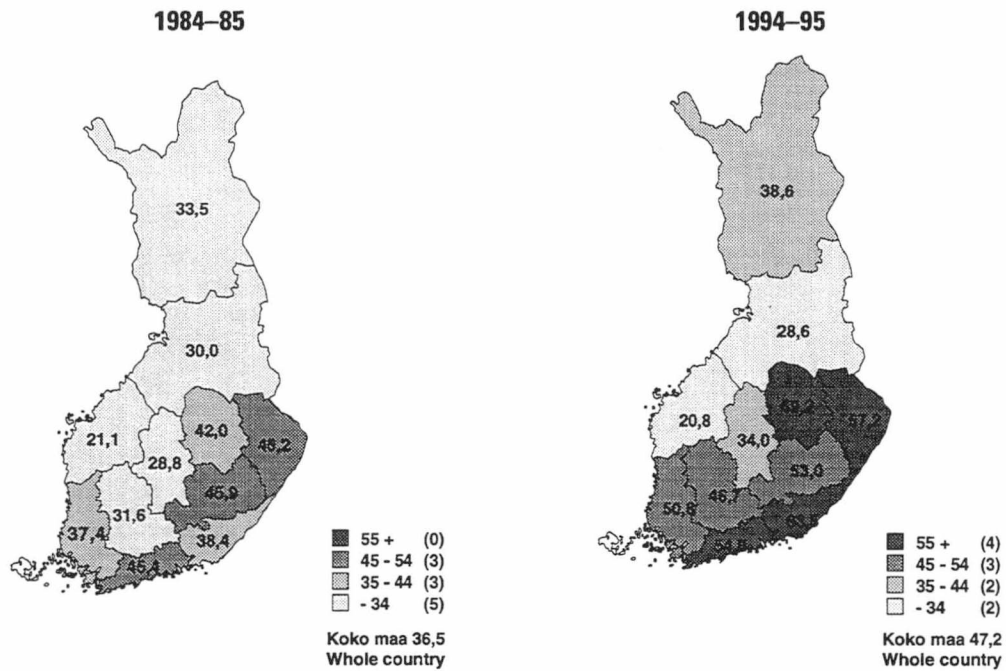 1984–85
33,5
30,0
21,1
28,8
42,0
45,9
31,6
37,4
38,4
45,4
55 + (0)
45 - 54 (3)
35 - 44 (3)
- 34 (5)
Koko maa 36,5
Whole country
1994–95
38,6
28,6
20,8
34,0
57,2
53,0
46,7
50,8
55 + (4)
45 - 54 (3)
35 - 44 (2)
- 34 (2)
Koko maa 47,2
Whole country